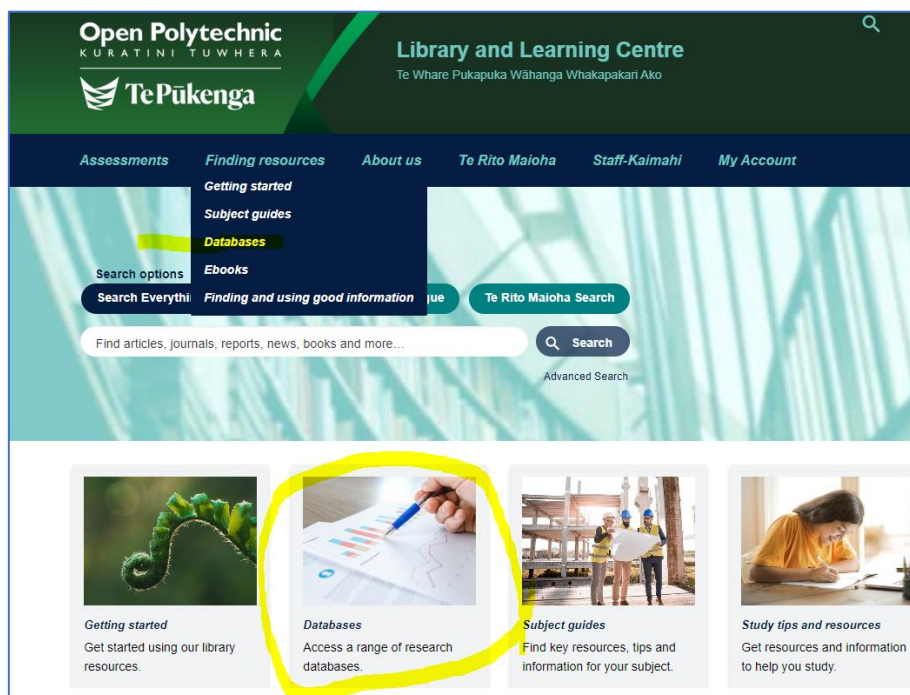 Open Polytechnic
KURATINI TUWHERA
Te Pūkenga
Library and Learning Centre
Te Whare Pukapuka Wāhanga Whakapakari Ako
Assessments Finding resources About us Te Rito Maioha Staff-Kaimahi My Account
Getting started
Subject guides
Databases
Ebooks
Finding and using good information
Search options
Search Te Rito Maioha Search
Find articles, journals, reports, news, books and more…
Search
Advanced Search
Getting started
Get started using our library
resources.
Databases
Access a range of research
databases.
Subject guides
Find key resources, tips and
information for your subject.
Study tips and resources
Get resources and information
to help you study.